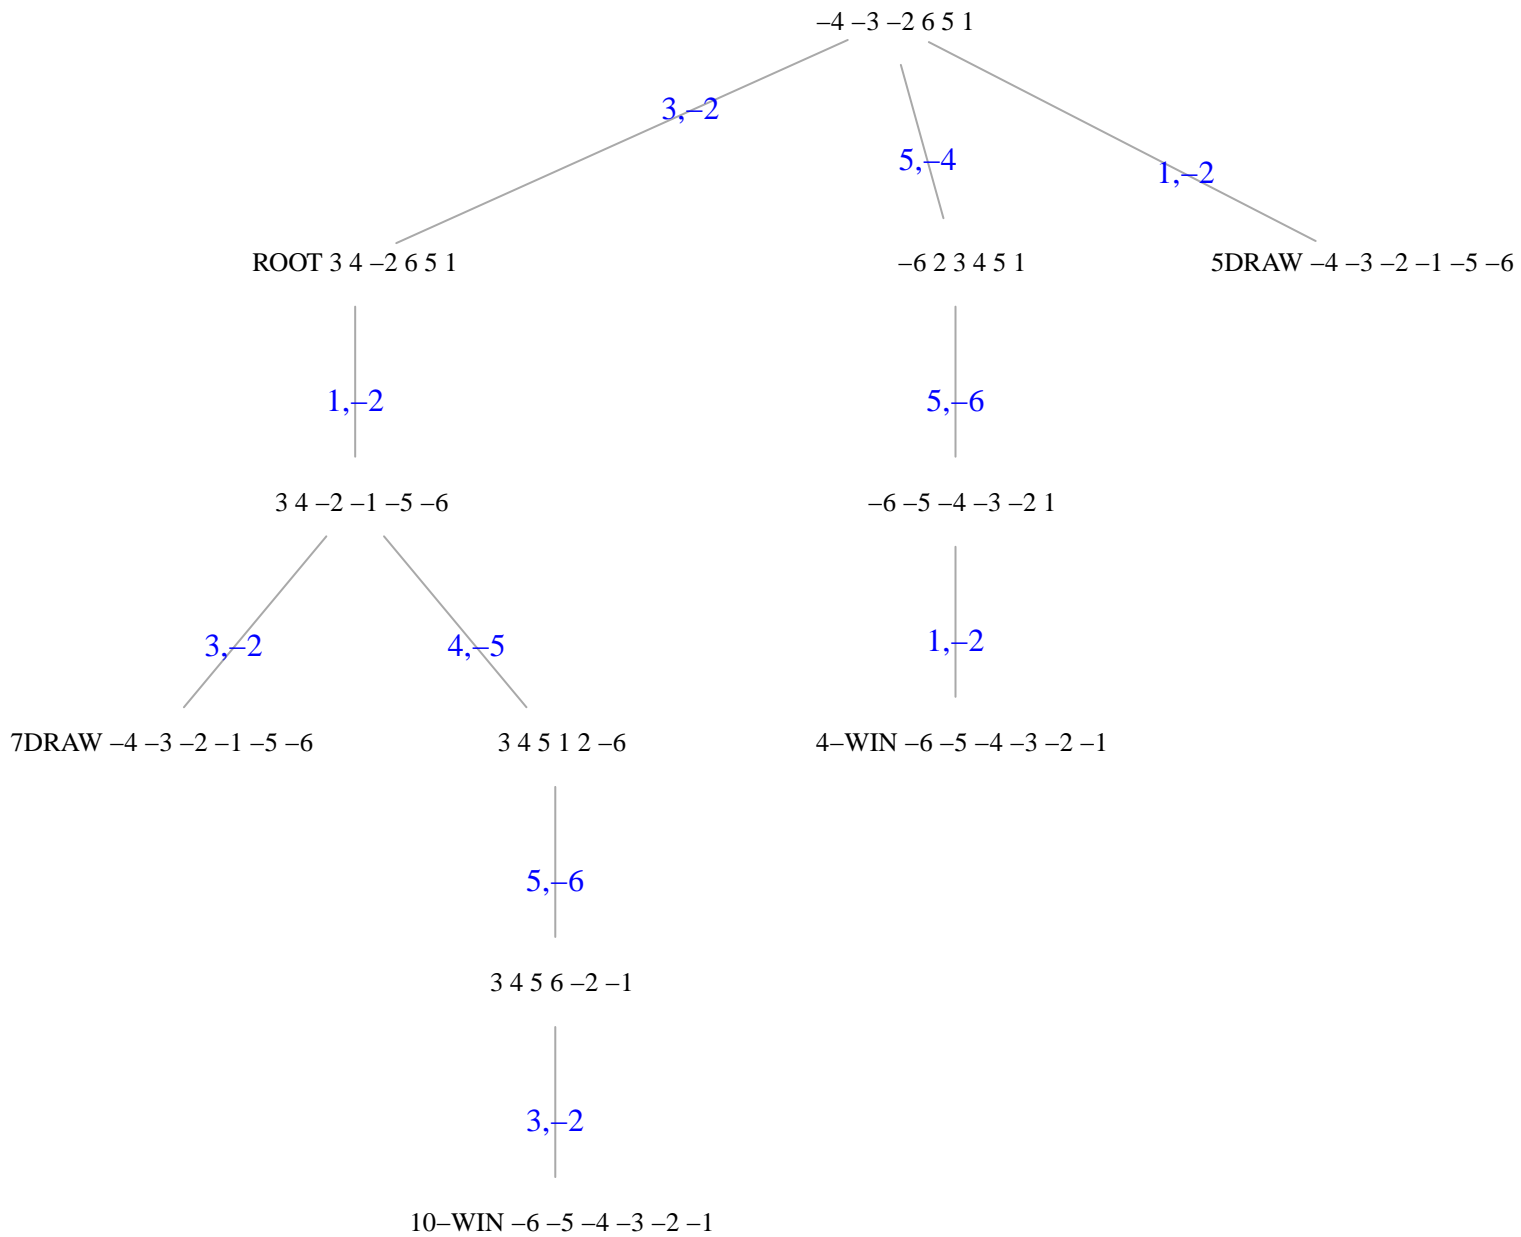 –4 –3 –2 6 5 1
3,–2
5,–4
1,–2
ROOT 3 4 –2 6 5 1
–6 2 3 4 5 1
5DRAW –4 –3 –2 –1 –5 –6
1,–2
5,–6
3 4 –2 –1 –5 –6
–6 –5 –4 –3 –2 1
3,–2
4,–5
1,–2
7DRAW –4 –3 –2 –1 –5 –6
3 4 5 1 2 –6
4–WIN –6 –5 –4 –3 –2 –1
5,–6
3 4 5 6 –2 –1
3,–2
10–WIN –6 –5 –4 –3 –2 –1